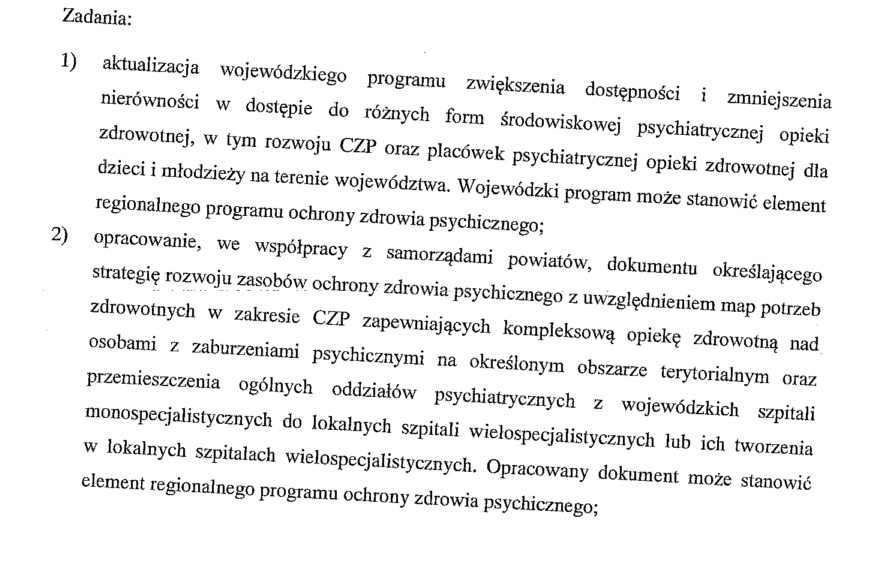 Zadania:
1) aktualizacja wojewódzkiego programu zwiększenia dostępności i zmniejszenia
nierówności w dostępie do różnych form środowiskowej psychiatrycznej opieki
zdrowotnej, w tym rozwoju CZP oraz placówek psychiatrycznej opieki zdrowotnej dla
dzieci i młodzieży na terenie województwa. Wojewódzki program może stanowić element
regionalnego programu ochrony zdrowia psychicznego;
2) opracowanie, we współpracy z samorządami powiatów, dokumentu określającego
strategię rozwoju zasobów ochrony zdrowia psychicznego z uwzględnieniem map potrzeb
zdrowotnych w zakresie CZP zapewniających kompleksową opiekę zdrowotną nad
osobami z zaburzeniami psychicznymi na określonym obszarze terytorialnym oraz
przemieszczenia ogólnych oddziałów psychiatrycznych z wojewódzkich szpitali
monospecjalistycznych do lokalnych szpitali wielospecjalistycznych lub ich tworzenia
w lokalnych szpitalach wielospecjalistycznych. Opracowany dokument może stanowić
element regionalnego programu ochrony zdrowia psychicznego;